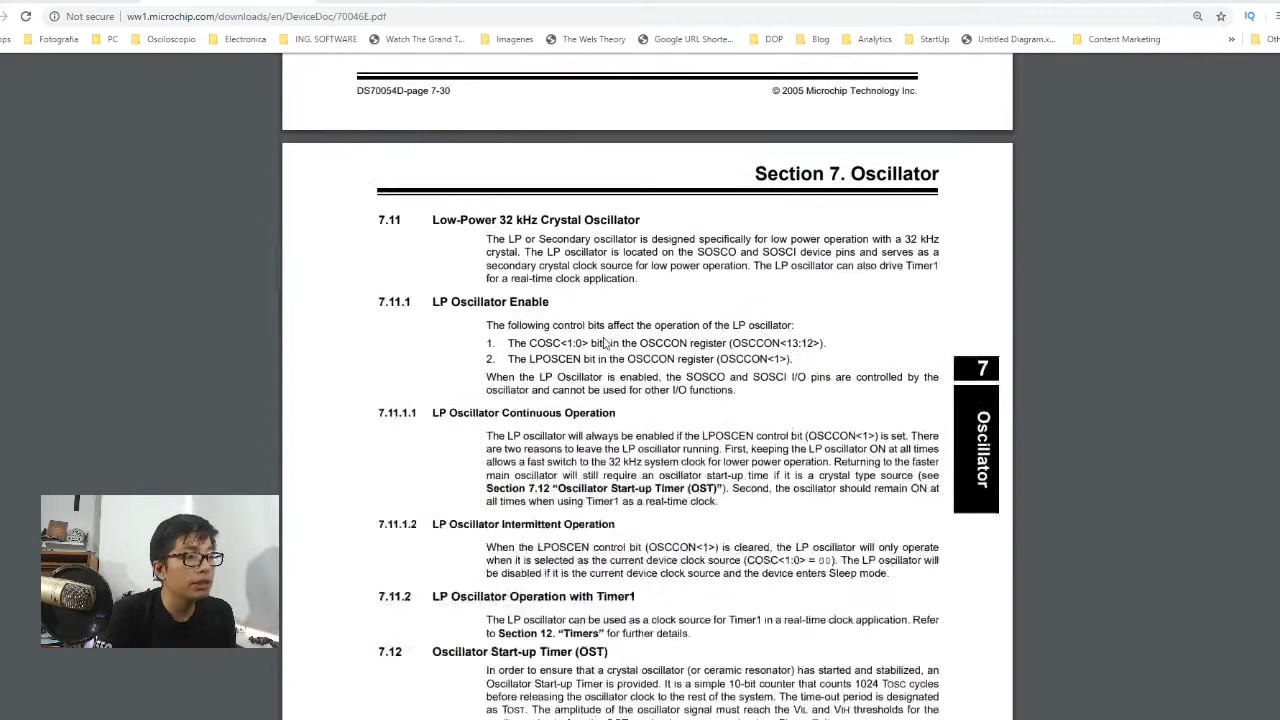 Not secure | ww1.microchip.com/downloads/en/DeviceDoc/70046E.pdf
Fotografia PC Osciloscopio Electronica ING. SOFTWARE Watch The Grand T... Imagenes The Wels Theory Google URL Shorte... DOP Blog Analytics StartUp Untitled Diagram.x... Content Marketing »
DS70054D-page 7-30 © 2005 Microchip Technology Inc.
Section 7. Oscillator
7.11 Low-Power 32 kHz Crystal Oscillator
The LP or Secondary oscillator is designed specifically for low power operation with a 32 kHz
crystal. The LP oscillator is located on the SOSCO and SOSCI device pins and serves as a
secondary crystal clock source for low power operation. The LP oscillator can also drive Timer1
for a real-time clock application.
7.11.1 LP Oscillator Enable
The following control bits affect the operation of the LP oscillator:
1. The COSC<1:0> bits in the OSCCON register (OSCCON<13:12>).
2. The LPOSCEN bit in the OSCCON register (OSCCON<1>).
When the LP Oscillator is enabled, the SOSCO and SOSCI I/O pins are controlled by the
oscillator and cannot be used for other I/O functions.
7.11.1.1 LP Oscillator Continuous Operation
The LP oscillator will always be enabled if the LPOSCEN control bit (OSCCON<1>) is set. There
are two reasons to leave the LP oscillator running. First, keeping the LP oscillator ON at all times
allows a fast switch to the 32 kHz system clock for lower power operation. Returning to the faster
main oscillator will still require an oscillator start-up time if it is a crystal type source (see
Section 7.12 “Oscillator Start-up Timer (OST)”). Second, the oscillator should remain ON at
all times when using Timer1 as a real-time clock.
7.11.1.2 LP Oscillator Intermittent Operation
When the LPOSCEN control bit (OSCCON<1>) is cleared, the LP oscillator will only operate
when it is selected as the current device clock source (COSC<1:0> = 00). The LP oscillator will
be disabled if it is the current device clock source and the device enters Sleep mode.
7.11.2 LP Oscillator Operation with Timer1
The LP oscillator can be used as a clock source for Timer1 in a real-time clock application. Refer
to Section 12. “Timers” for further details.
7.12 Oscillator Start-up Timer (OST)
In order to ensure that a crystal oscillator (or ceramic resonator) has started and stabilized, an
Oscillator Start-up Timer is provided. It is a simple 10-bit counter that counts 1024 TOSC cycles
before releasing the oscillator clock to the rest of the system. The time-out period is designated
as TOST. The amplitude of the oscillator signal must reach the VIL and VIH thresholds for the
7
Oscillator